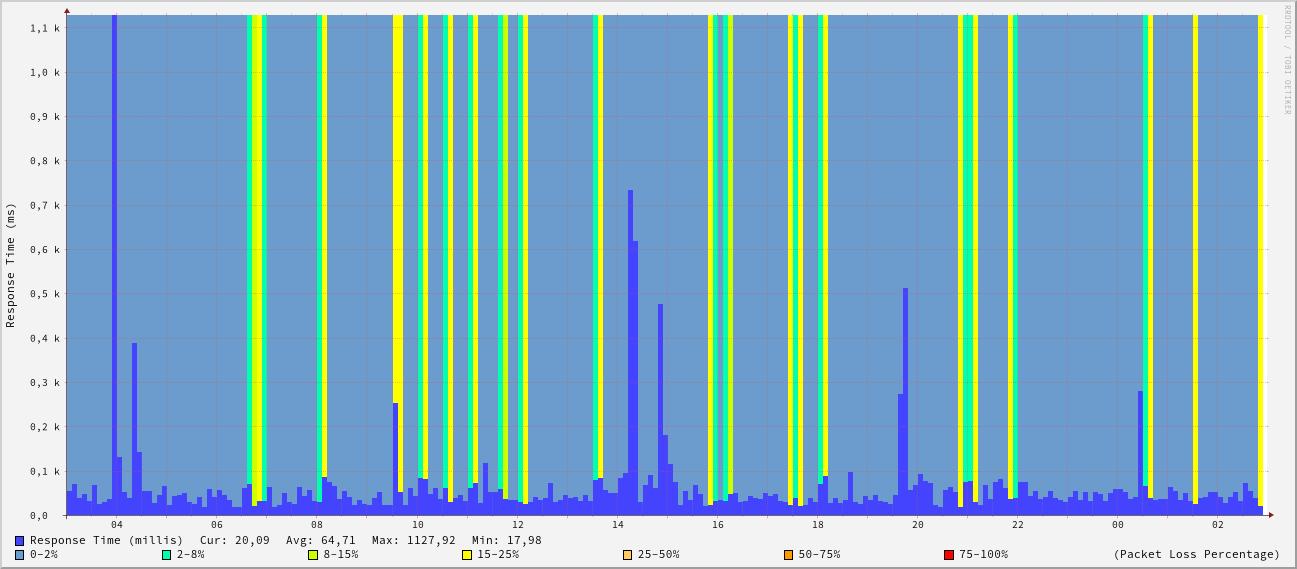 RRDTOOL / TOBI OETIKER
Response Time (ms)
1,1 k
1,0 k
0,9 k
0,8 k
0,7 k
0,6 k
0,5 k
0,4 k
0,3 k
0,2 k
0,1 k
0,0
04 06 08 10 12 14 16 18 20 22 00 02
Response Time (millis) Cur: 20,09 Avg: 64,71 Max: 1127,92 Min: 17,98
0-2% 2-8% 8-15% 15-25% 25-50% 50-75% 75-100% (Packet Loss Percentage)